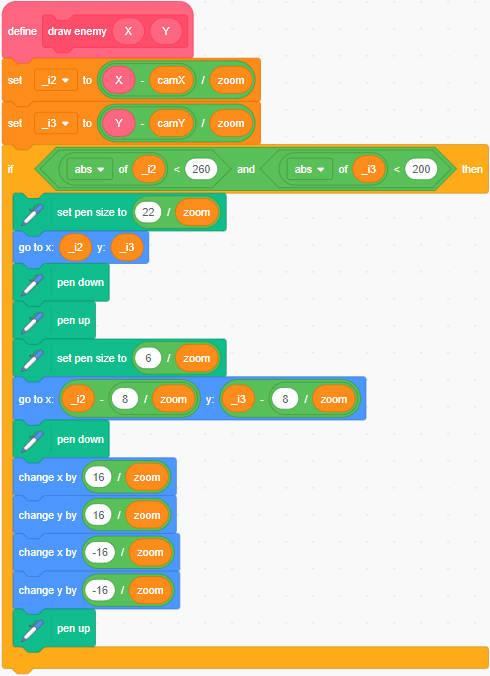 define draw enemy X Y
set _i2 to X - camX / zoom
set _i3 to Y - camY / zoom
if abs of _i2 < 260 and abs of _i3 < 200 then
set pen size to 22 / zoom
go to x: _i2 y: _i3
pen down
pen up
set pen size to 6 / zoom
go to x: _i2 - 8 / zoom y: _i3 - 8 / zoom
pen down
change x by 16 / zoom
change y by 16 / zoom
change x by -16 / zoom
change y by -16 / zoom
pen up